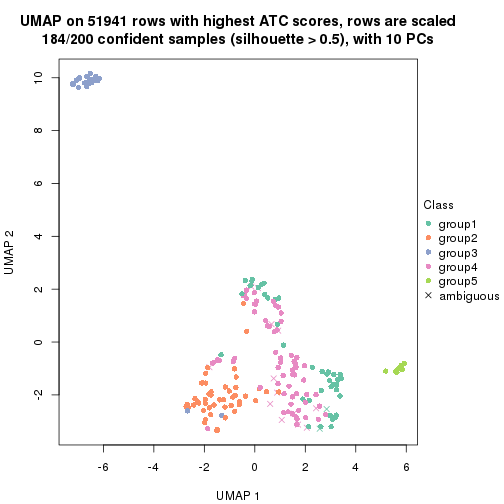 UMAP on 51941 rows with highest ATC scores, rows are scaled
184/200 confident samples (silhouette > 0.5), with 10 PCs
10
8
6
4
2
0
-2
UMAP 2
-6
-4
-2
0
2
4
6
UMAP 1
Class
group1
group2
group3
group4
group5
ambiguous